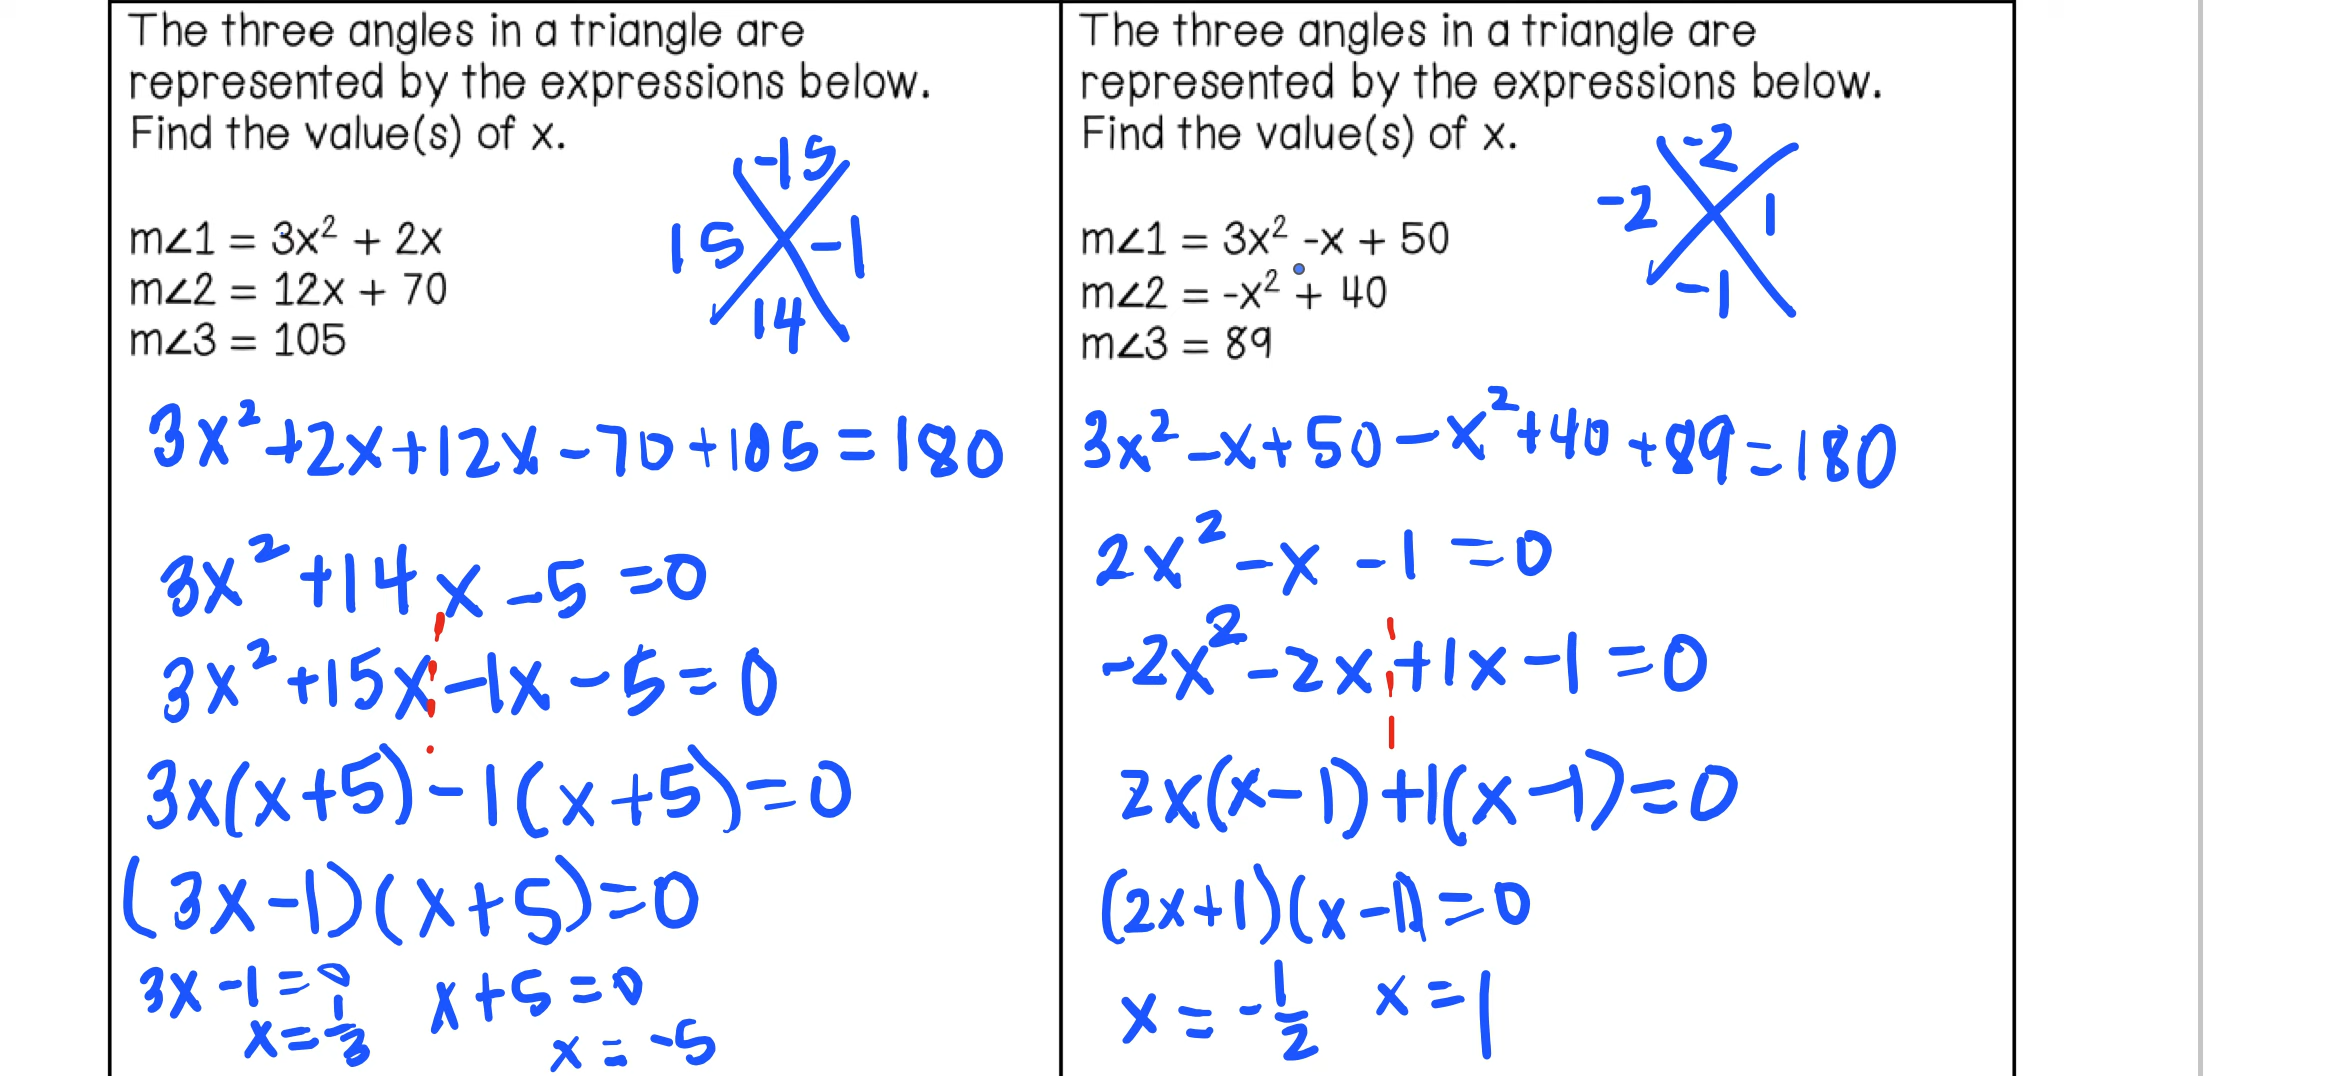 The three angles in a triangle are
represented by the expressions below.
Find the value(s) of x.
-15
15 -1
14
m∠1 = 3x² + 2x
m∠2 = 12x + 70
m∠3 = 105
3x²+2x+12x-70+105=180
3x²+14x-5=0
3x²+15x-1x-5=0
3x(x+5)-1(x+5)=0
(3x-1)(x+5)=0
3x-1=0 x+5=0
x=1/3 x=-5
The three angles in a triangle are
represented by the expressions below.
Find the value(s) of x.
-2
-2 1
-1
m∠1 = 3x² -x + 50
m∠2 = -x² + 40
m∠3 = 89
3x²-x+50-x²+40+89=180
2x²-x-1=0
-2x²-2x+1x-1=0
2x(x-1)+1(x-1)=0
(2x+1)(x-1)=0
x=-1/2 x=1